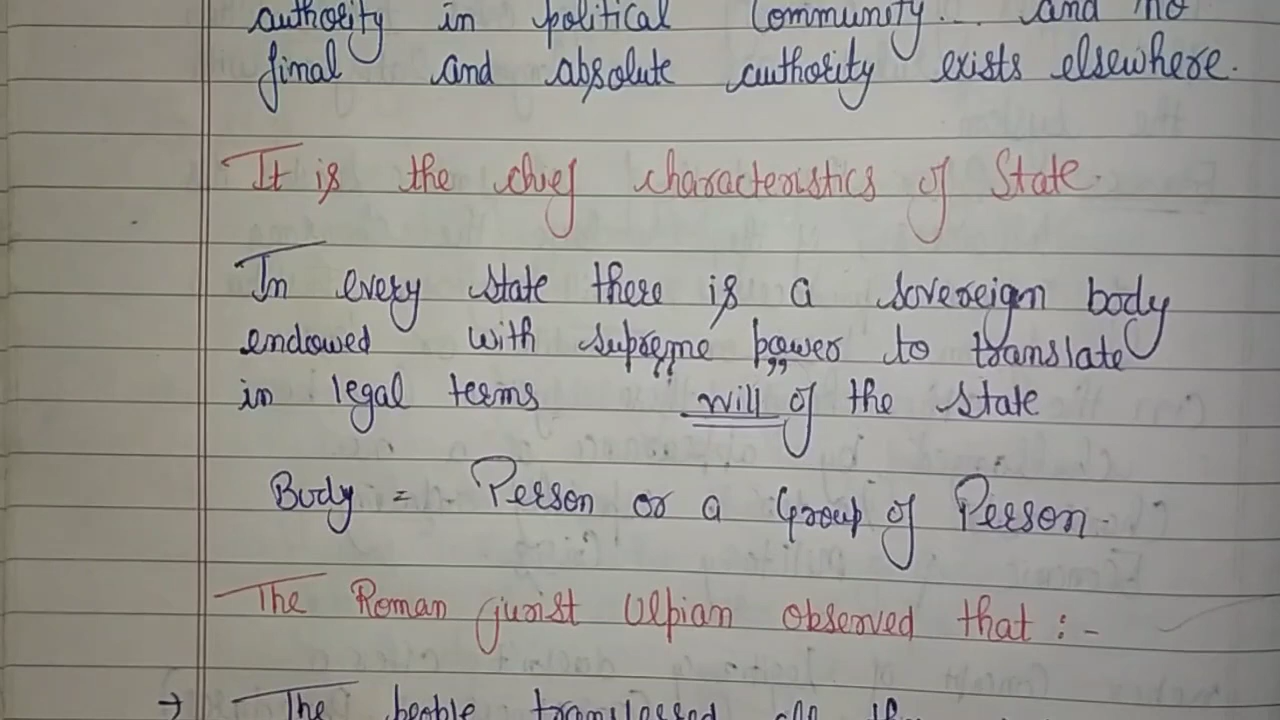 authority in political Community... and no
final and absolute authority exists elsewhere.
It is the chief characteristics of State.
In every state there is a sovereign body
endowed with supreme power to translate
in legal terms "will" of the state
Body = Person or a Group of Person.
The Roman jurist Ulpian observed that :-
→ The people